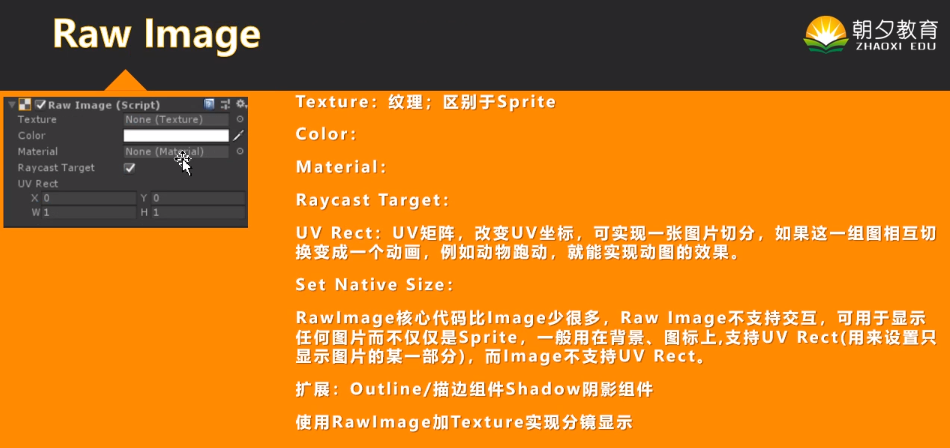 Raw Image
朝夕教育
ZHAOXI EDU
Raw Image (Script)
Texture
None (Texture)
Color
Material
None (Material)
Raycast Target
UV Rect
X 0
Y 0
W 1
H 1
Texture：纹理；区别于Sprite
Color：
Material：
Raycast Target：
UV Rect：UV矩阵，改变UV坐标，可实现一张图片切分，如果这一组图相互切
换变成一个动画，例如动物跑动，就能实现动图的效果。
Set Native Size：
RawImage核心代码比Image少很多，Raw Image不支持交互，可用于显示
任何图片而不仅仅是Sprite，一般用在背景、图标上,支持UV Rect(用来设置只
显示图片的某一部分)，而Image不支持UV Rect。
扩展：Outline/描边组件Shadow阴影组件
使用RawImage加Texture实现分镜显示